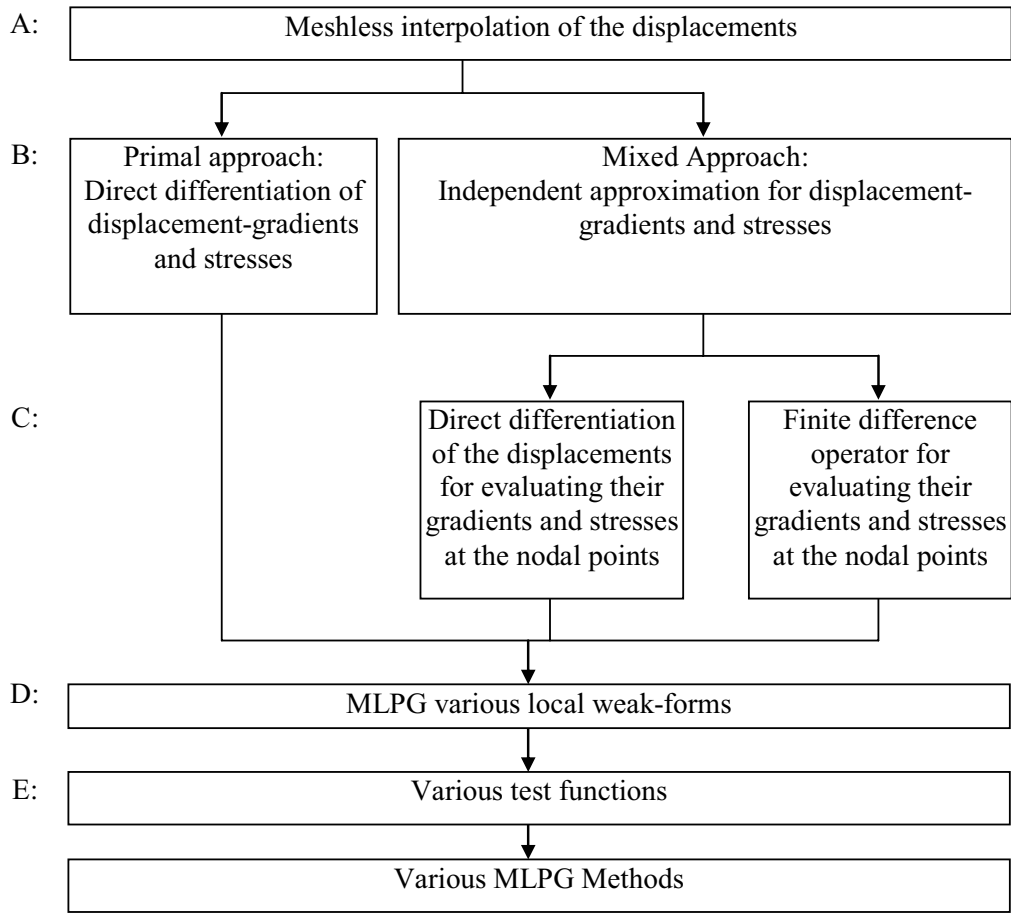 A:
Meshless interpolation of the displacements
B:
Primal approach:
Direct differentiation of
displacement-gradients
and stresses
Mixed Approach:
Independent approximation for displacement-
gradients and stresses
C:
Direct differentiation
of the displacements
for evaluating their
gradients and stresses
at the nodal points
Finite difference
operator for
evaluating their
gradients and stresses
at the nodal points
D:
MLPG various local weak-forms
E:
Various test functions
Various MLPG Methods